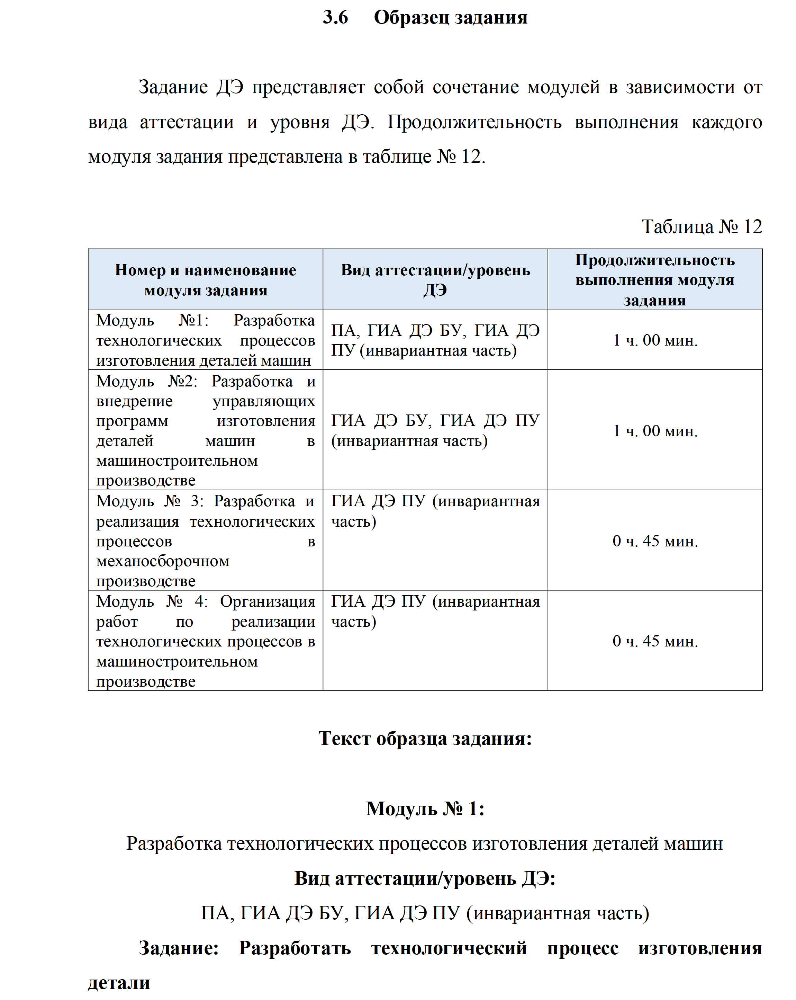 3.6 Образец задания
Задание ДЭ представляет собой сочетание модулей в зависимости от
вида аттестации и уровня ДЭ. Продолжительность выполнения каждого
модуля задания представлена в таблице № 12.
Таблица № 12
Номер и наименование
модуля задания
Вид аттестации/уровень
ДЭ
Продолжительность
выполнения модуля
задания
Модуль №1: Разработка
технологических процессов
изготовления деталей машин
ПА, ГИА ДЭ БУ, ГИА ДЭ
ПУ (инвариантная часть)
1 ч. 00 мин.
Модуль №2: Разработка и
внедрение управляющих
программ изготовления
деталей машин в
машиностроительном
производстве
ГИА ДЭ БУ, ГИА ДЭ ПУ
(инвариантная часть)
1 ч. 00 мин.
Модуль № 3: Разработка и
реализация технологических
процессов в
механосборочном
производстве
ГИА ДЭ ПУ (инвариантная
часть)
0 ч. 45 мин.
Модуль № 4: Организация
работ по реализации
технологических процессов в
машиностроительном
производстве
ГИА ДЭ ПУ (инвариантная
часть)
0 ч. 45 мин.
Текст образца задания:
Модуль № 1:
Разработка технологических процессов изготовления деталей машин
Вид аттестации/уровень ДЭ:
ПА, ГИА ДЭ БУ, ГИА ДЭ ПУ (инвариантная часть)
Задание: Разработать технологический процесс изготовления
детали